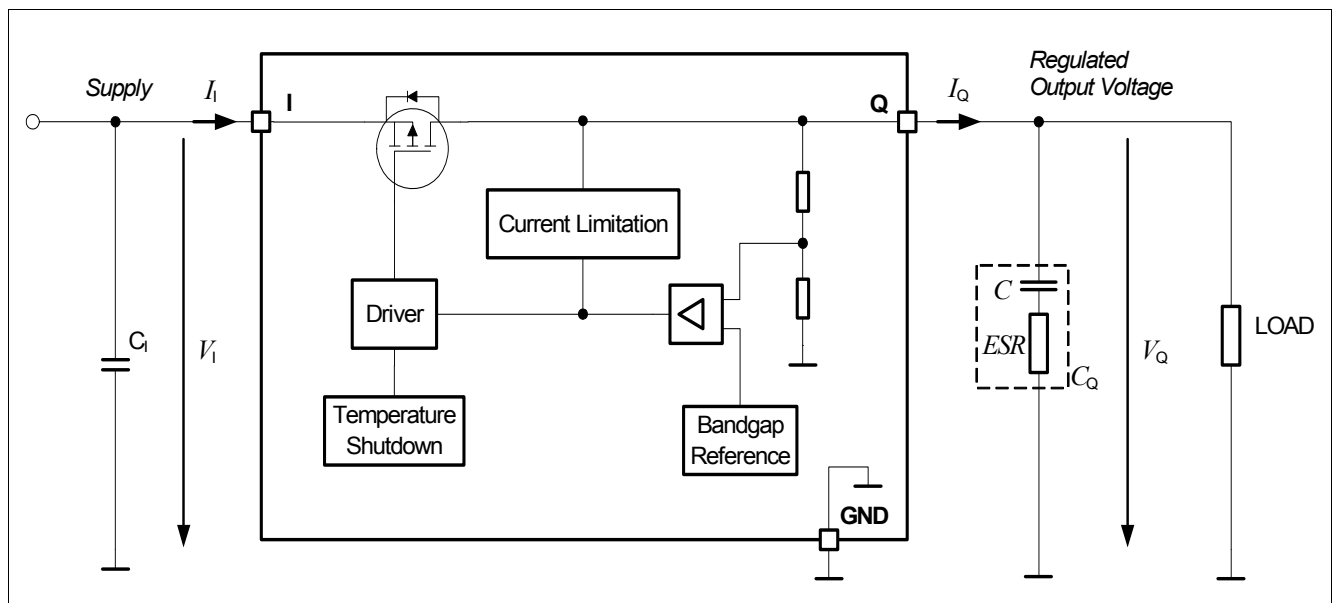 Supply
I_I
I
Q
I_Q
Regulated
Output Voltage
Current Limitation
Driver
Temperature
Shutdown
Bandgap
Reference
GND
C_I
V_I
C
ESR
C_Q
V_Q
LOAD